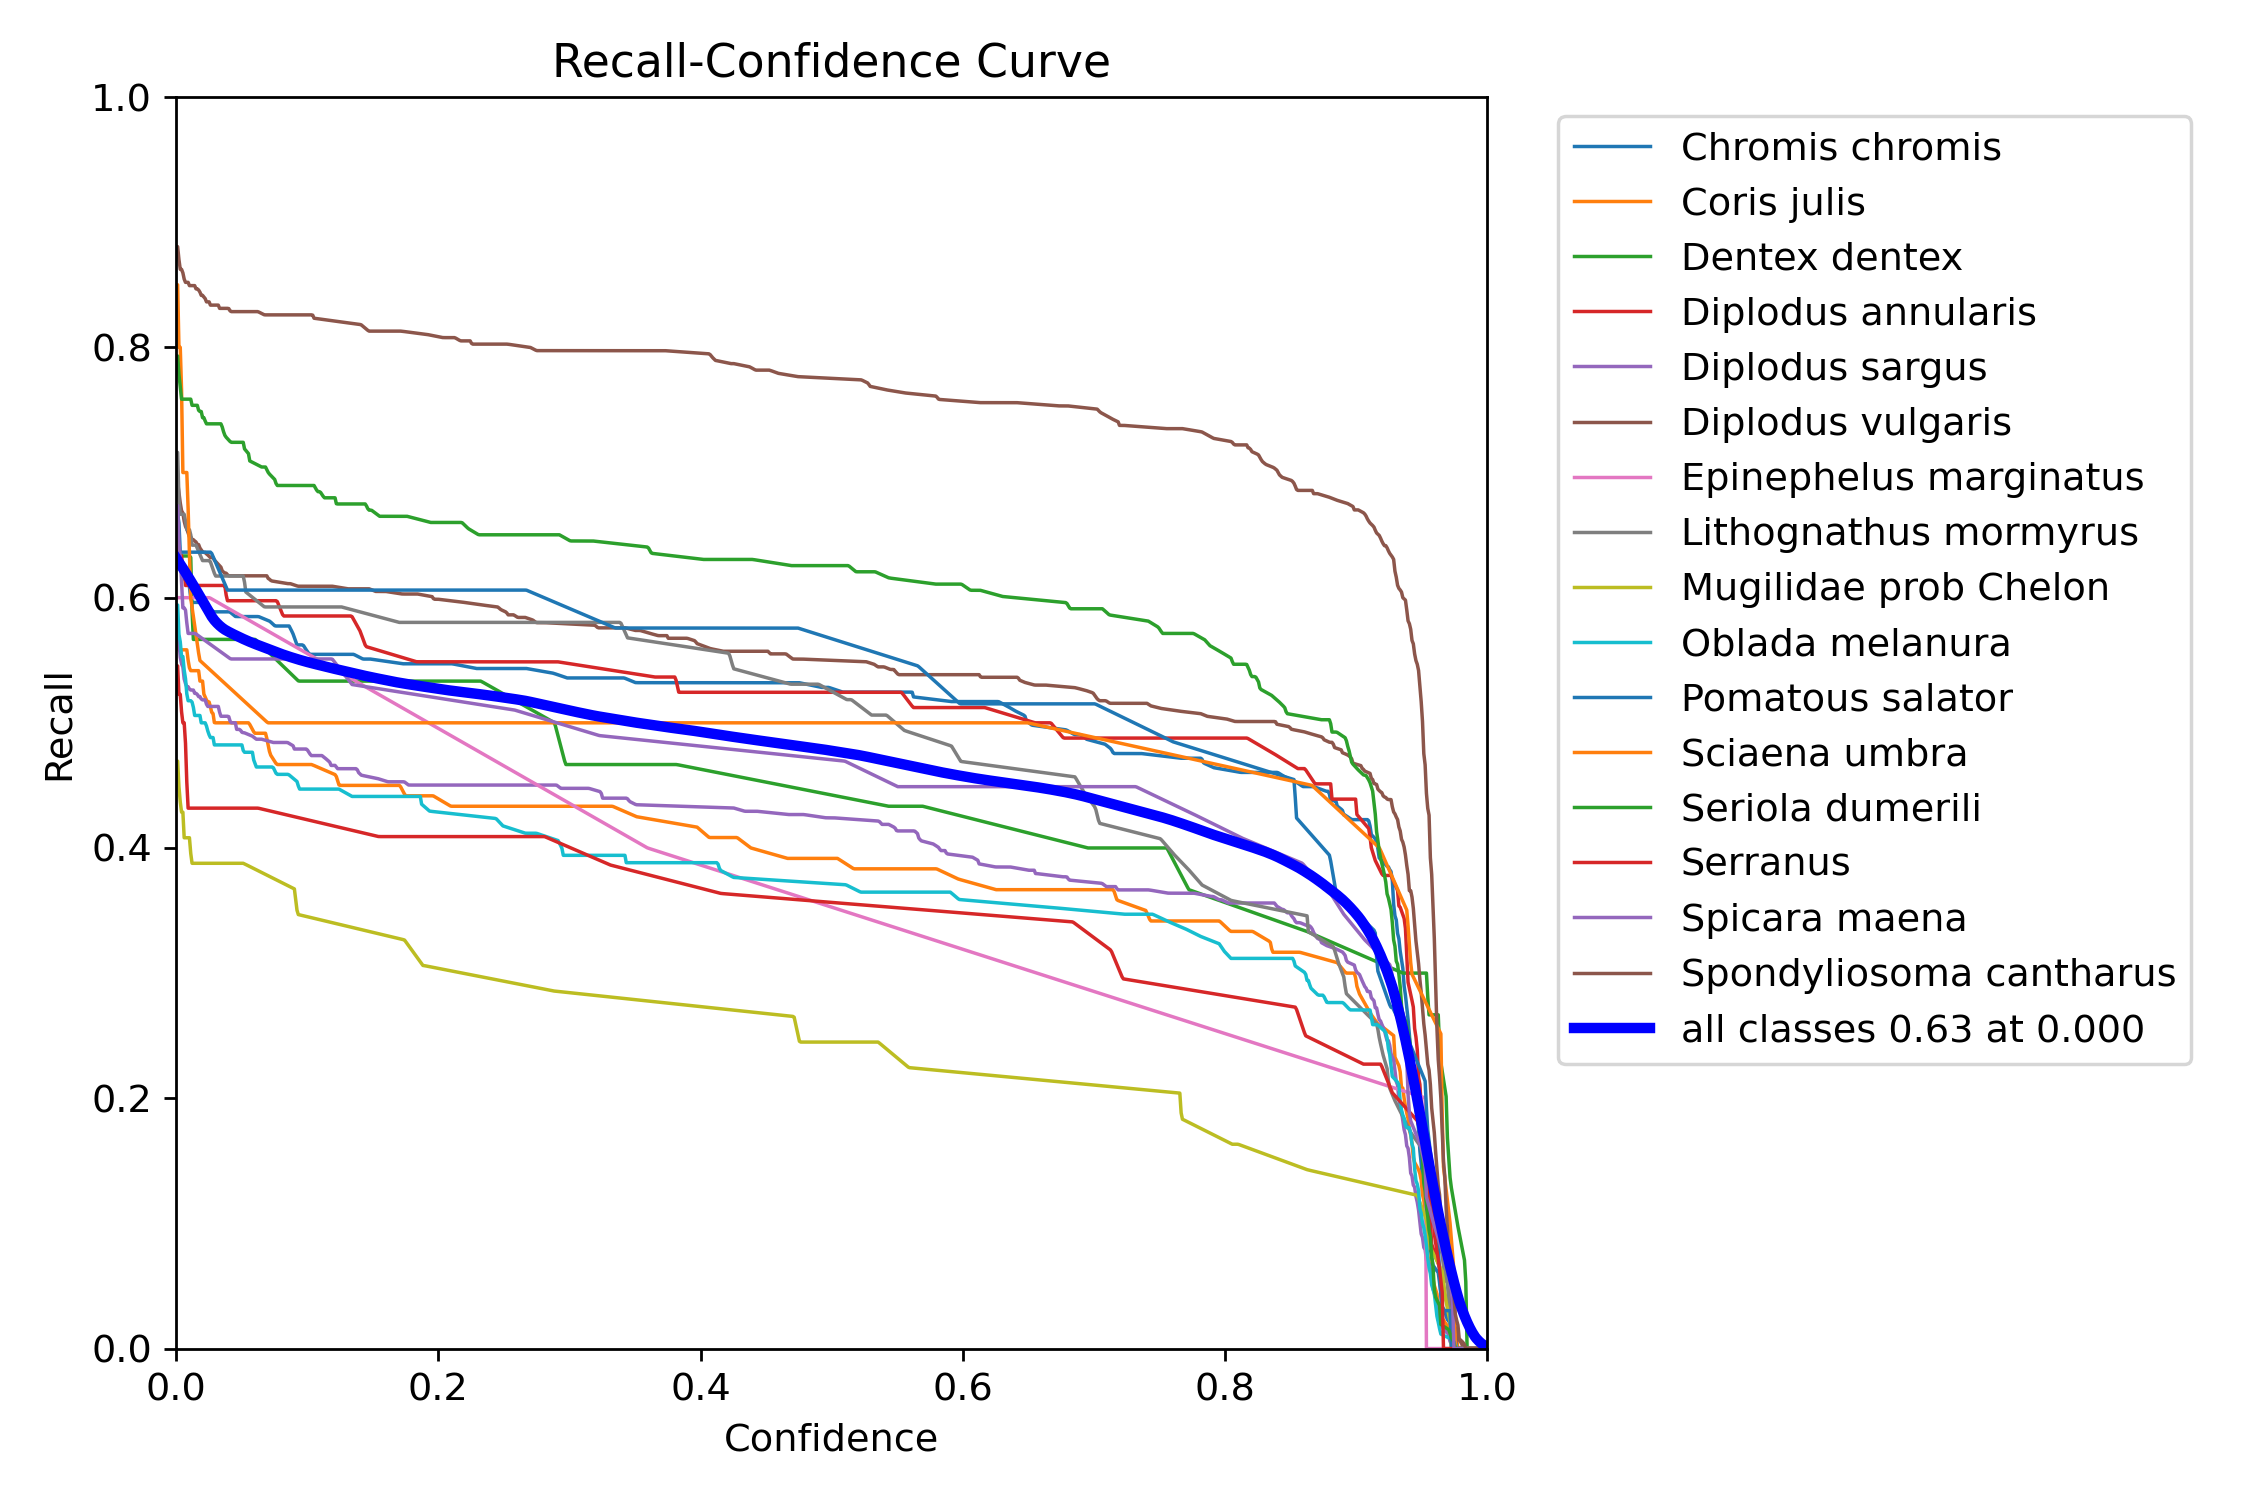 Recall-Confidence Curve
1.0
0.8
0.6
0.4
0.2
0.0
Recall
0.0 0.2 0.4 0.6 0.8 1.0
Confidence
Chromis chromis
Coris julis
Dentex dentex
Diplodus annularis
Diplodus sargus
Diplodus vulgaris
Epinephelus marginatus
Lithognathus mormyrus
Mugilidae prob Chelon
Oblada melanura
Pomatous salator
Sciaena umbra
Seriola dumerili
Serranus
Spicara maena
Spondyliosoma cantharus
all classes 0.63 at 0.000